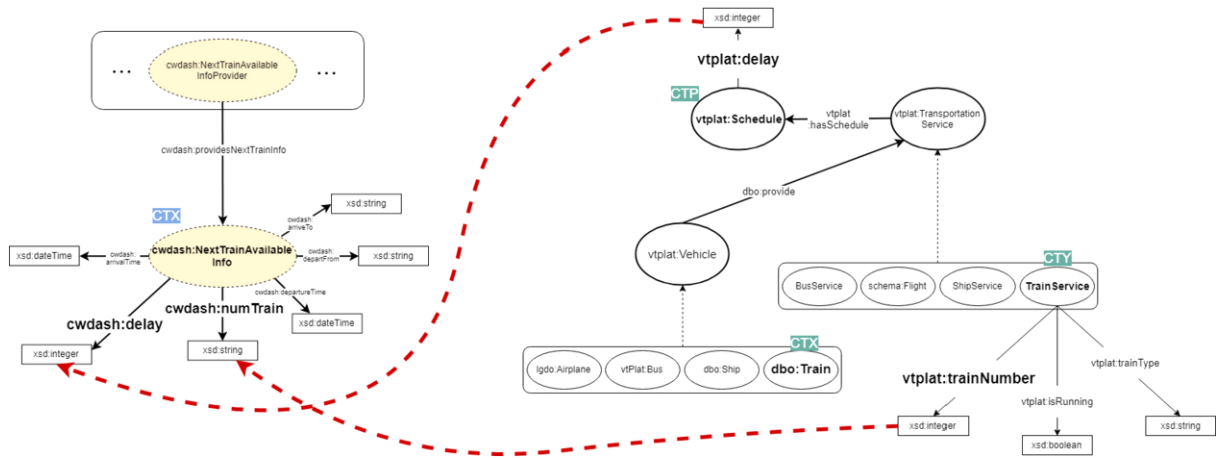 cwdash:NextTrainAvailable
InfoProvider
...
...
cwdash:providesNextTrainInfo
CTX
cwdash:NextTrainAvailable
Info
cwdash:
arriveTo
xsd:string
cwdash:
arrivalTime
xsd:dateTime
cwdash:
departFrom
xsd:string
cwdash:departureTime
xsd:dateTime
cwdash:delay
xsd:integer
cwdash:numTrain
xsd:string
xsd:integer
vtplat:delay
CTP
vtplat:Schedule
vtplat
:hasSchedule
vtplat:Transportation
Service
dbo:provide
vtplat:Vehicle
BusService
schema:Flight
ShipService
CTY
TrainService
lgdo:Airplane
vtPlat:Bus
dbo:Ship
CTX
dbo:Train
vtplat:trainNumber
xsd:integer
vtplat:isRunning
xsd:boolean
vtplat:trainType
xsd:string